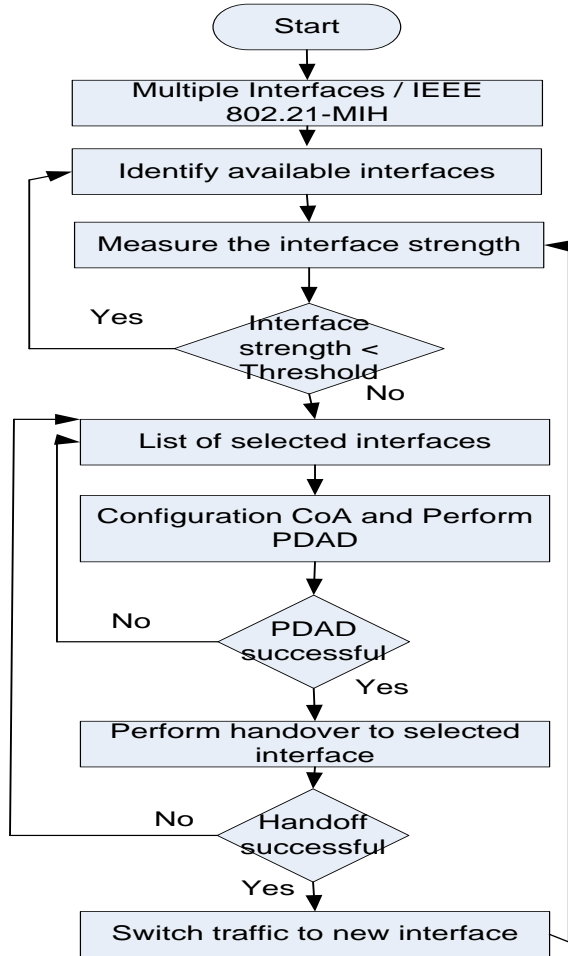 Start
Multiple Interfaces / IEEE
802.21-MIH
Identify available interfaces
Measure the interface strength
Yes
Interface
strength <
Threshold
No
List of selected interfaces
Configuration CoA and Perform
PDAD
No
PDAD
successful
Yes
Perform handover to selected
interface
No
Handoff
successful
Yes
Switch traffic to new interface